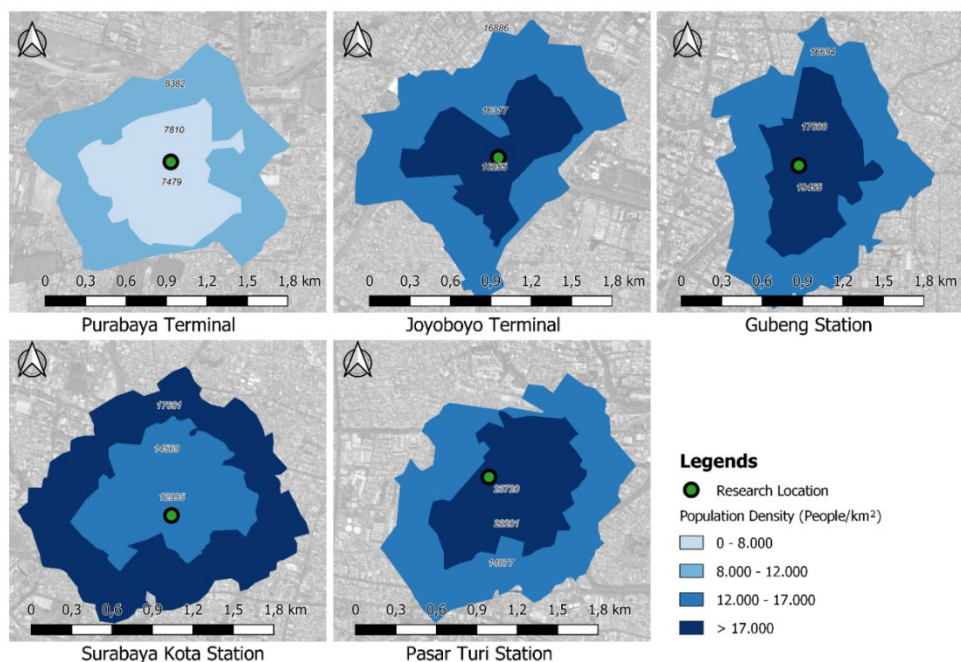 8382
7810
7479
0 0,3 0,6 0,9 1,2 1,5 1,8 km
Purabaya Terminal
16886
0 0,3 0,6 0,9 1,2 1,5 1,8 km
Joyoboyo Terminal
16694
17688
19455
0 0,3 0,6 0,9 1,2 1,5 1,8 km
Gubeng Station
17691
14569
12995
0 0,3 0,6 0,9 1,2 1,5 1,8 km
Surabaya Kota Station
14877
0 0,3 0,6 0,9 1,2 1,5 1,8 km
Pasar Turi Station
Legends
Research Location
Population Density (People/km²)
0 - 8.000
8.000 - 12.000
12.000 - 17.000
> 17.000